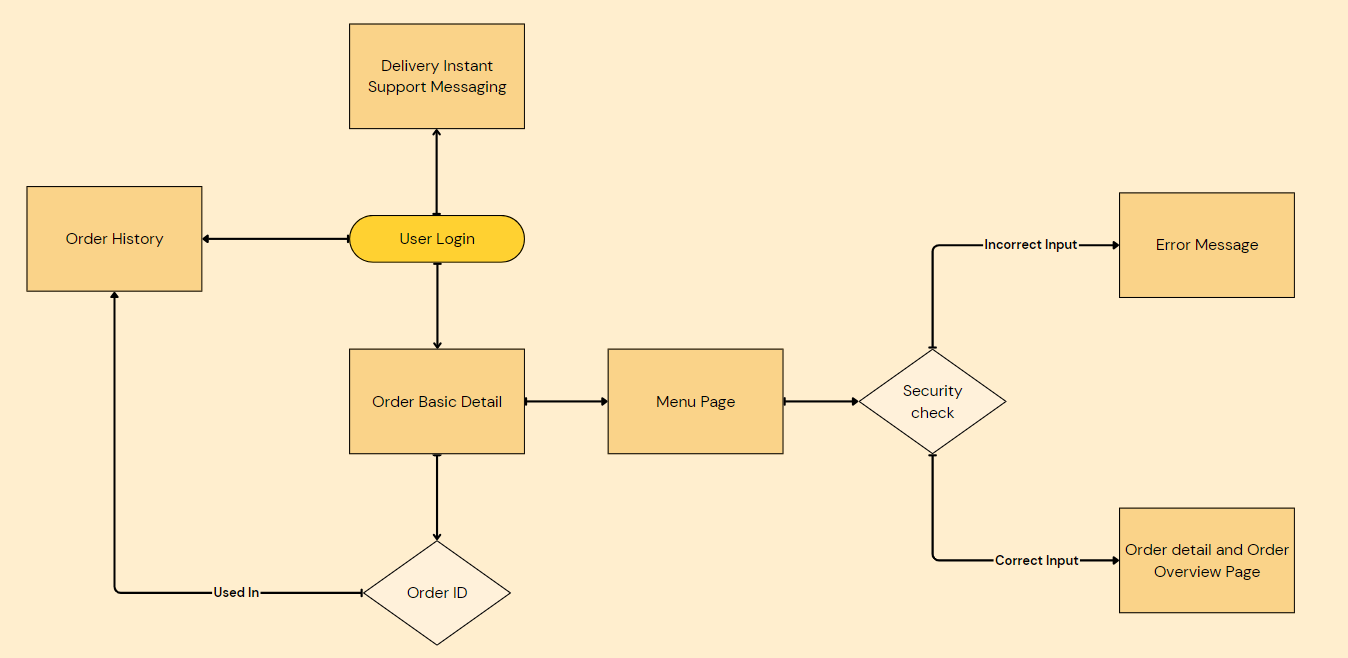 Delivery Instant
Support Messaging
Order History
User Login
Incorrect Input
Error Message
Order Basic Detail
Menu Page
Security
check
Correct Input
Order detail and Order
Overview Page
Used In
Order ID